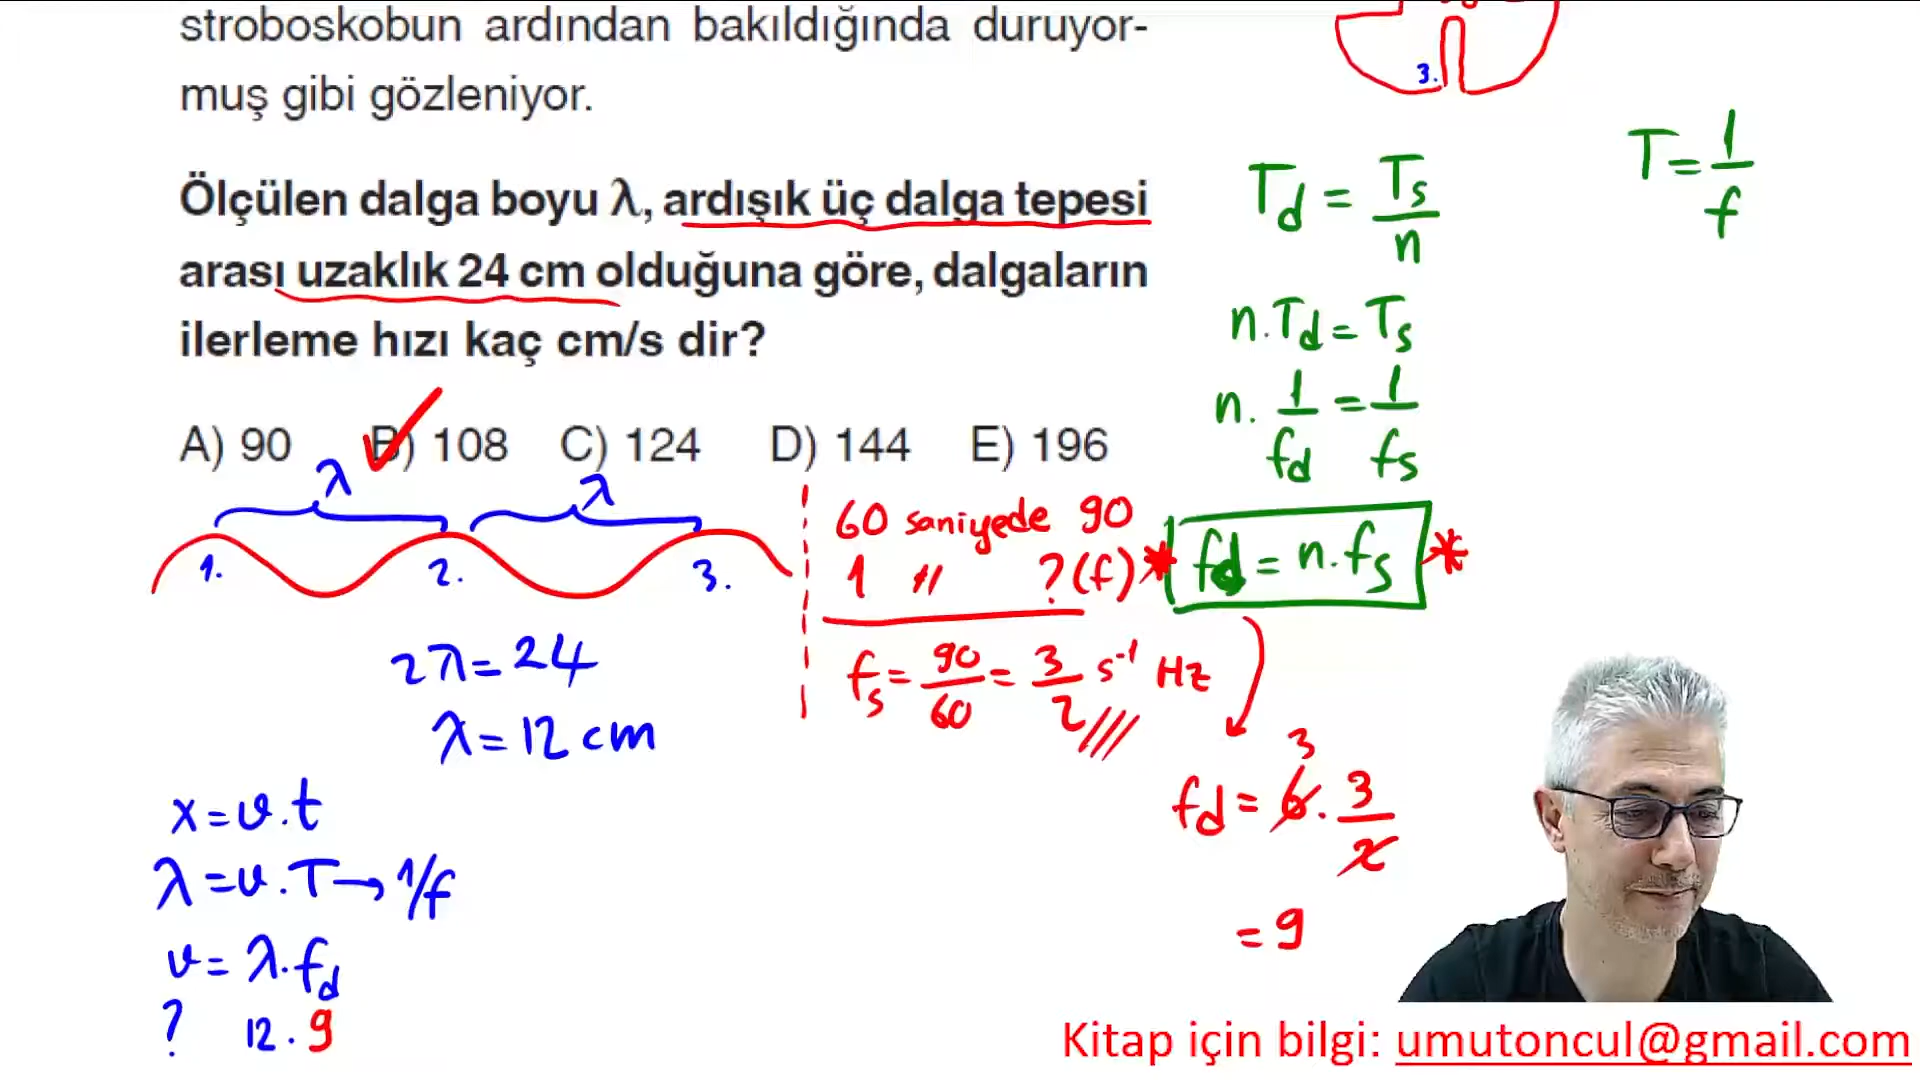 stroboskobun ardından bakıldığında duruyor-
muş gibi gözleniyor.
Ölçülen dalga boyu λ, ardışık üç dalga tepesi
arası uzaklık 24 cm olduğuna göre, dalgaların
ilerleme hızı kaç cm/s dir?
A) 90 B) 108 C) 124 D) 144 E) 196
λ λ
1. 2. 3.
2λ = 24
λ = 12 cm
x = v.t
λ = v.T → 1/f
v = λ.fd
? 12.9
60 saniyede 90
1 " ?(f)
fs = 90/60 = 3/2 s⁻¹ Hz
3.
Td = Ts/n
T = 1/f
n.Td = Ts
n. 1/fd = 1/fs
* fd = n.fs *
3
fd = 6. 3/2
= 9
Kitap için bilgi: umutoncul@gmail.com